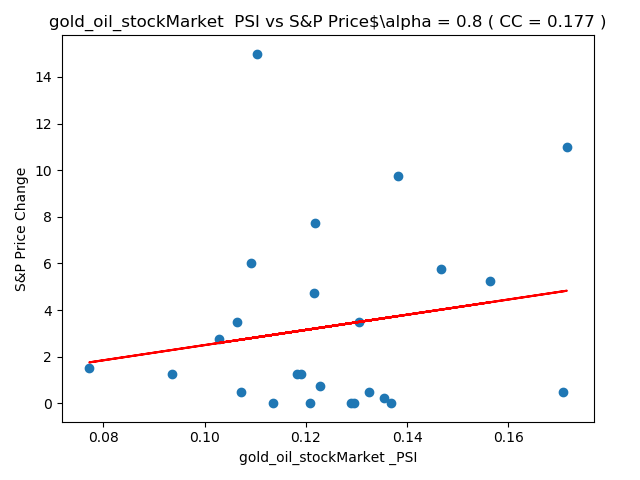 gold_oil_stockMarket  PSI vs S&P Price$\alpha = 0.8 ( CC = 0.177 )
S&P Price Change
14
12
10
8
6
4
2
0
0.08 0.10 0.12 0.14 0.16
gold_oil_stockMarket _PSI